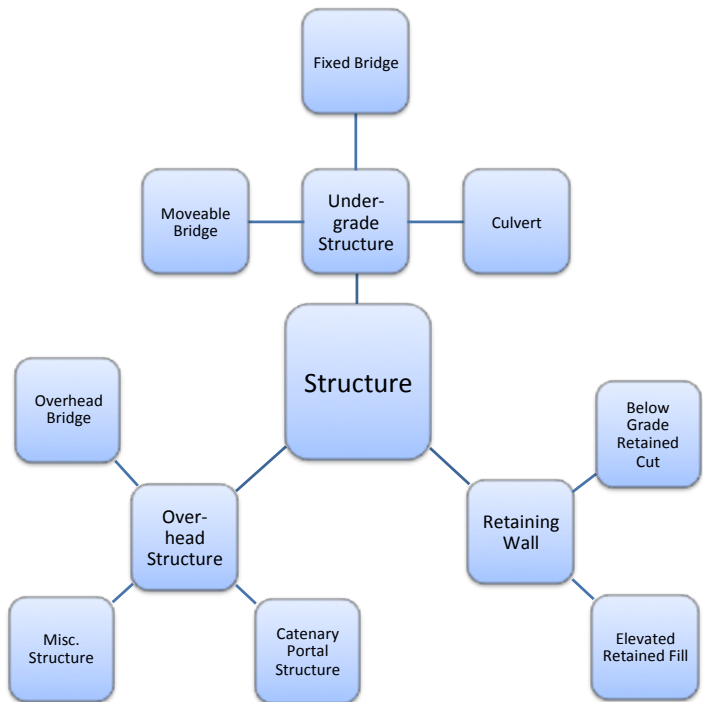 Fixed Bridge
Moveable
Bridge
Under-
grade
Structure
Culvert
Structure
Overhead
Bridge
Below
Grade
Retained
Cut
Over-
head
Structure
Retaining
Wall
Misc.
Structure
Catenary
Portal
Structure
Elevated
Retained Fill